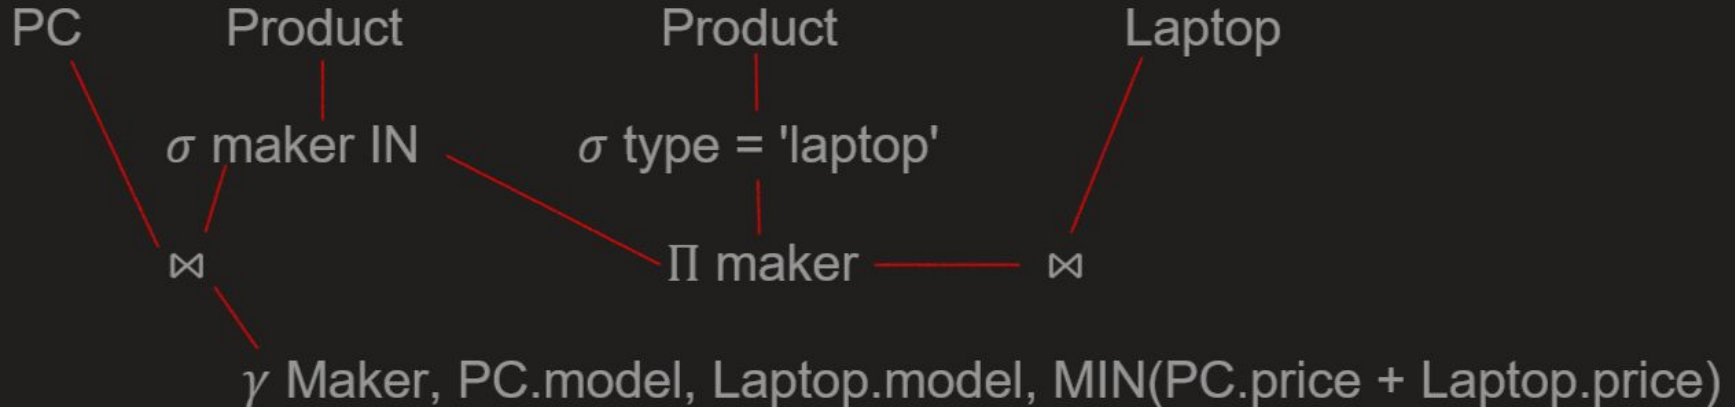 PC Product Product Laptop
σ maker IN σ type = 'laptop'
⋈ Π maker ⋈
γ Maker, PC.model, Laptop.model, MIN(PC.price + Laptop.price)